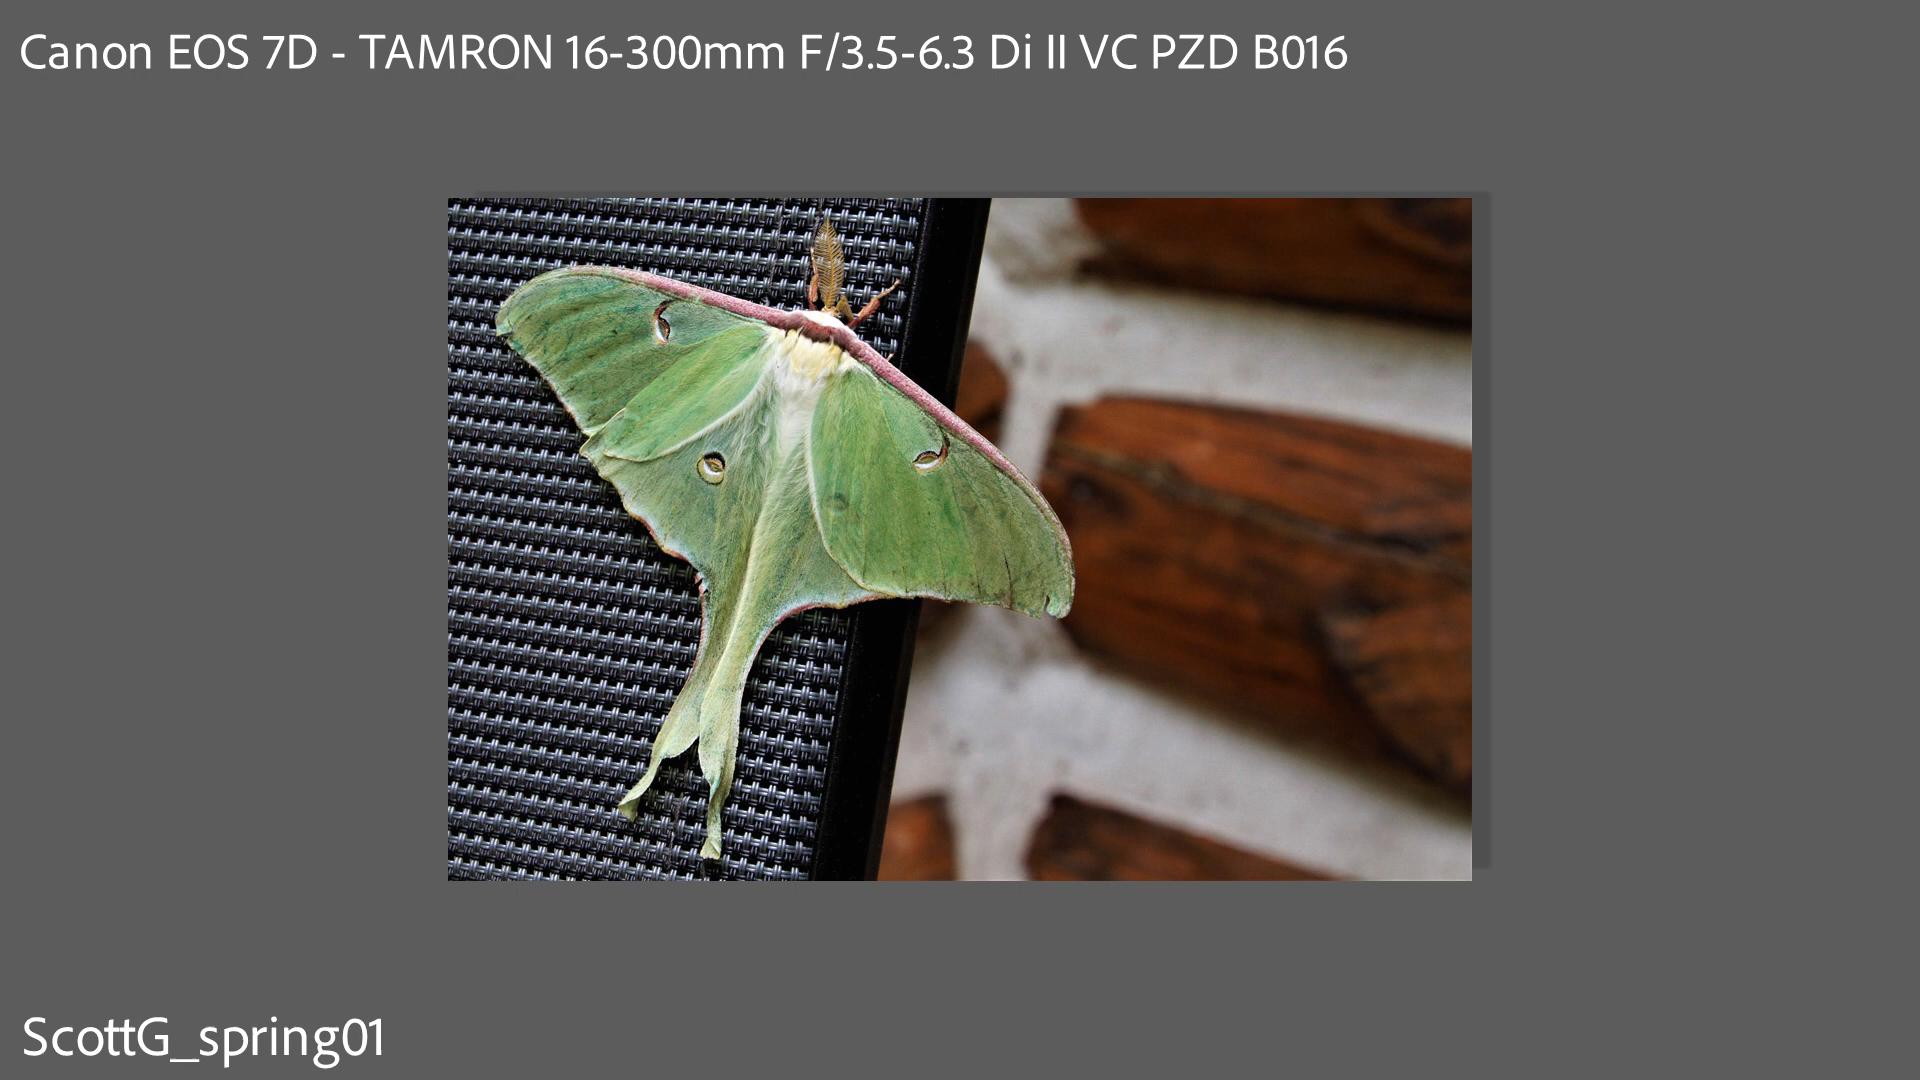 Canon EOS 7D - TAMRON 16-300mm F/3.5-6.3 Di II VC PZD B016
ScottG_spring01